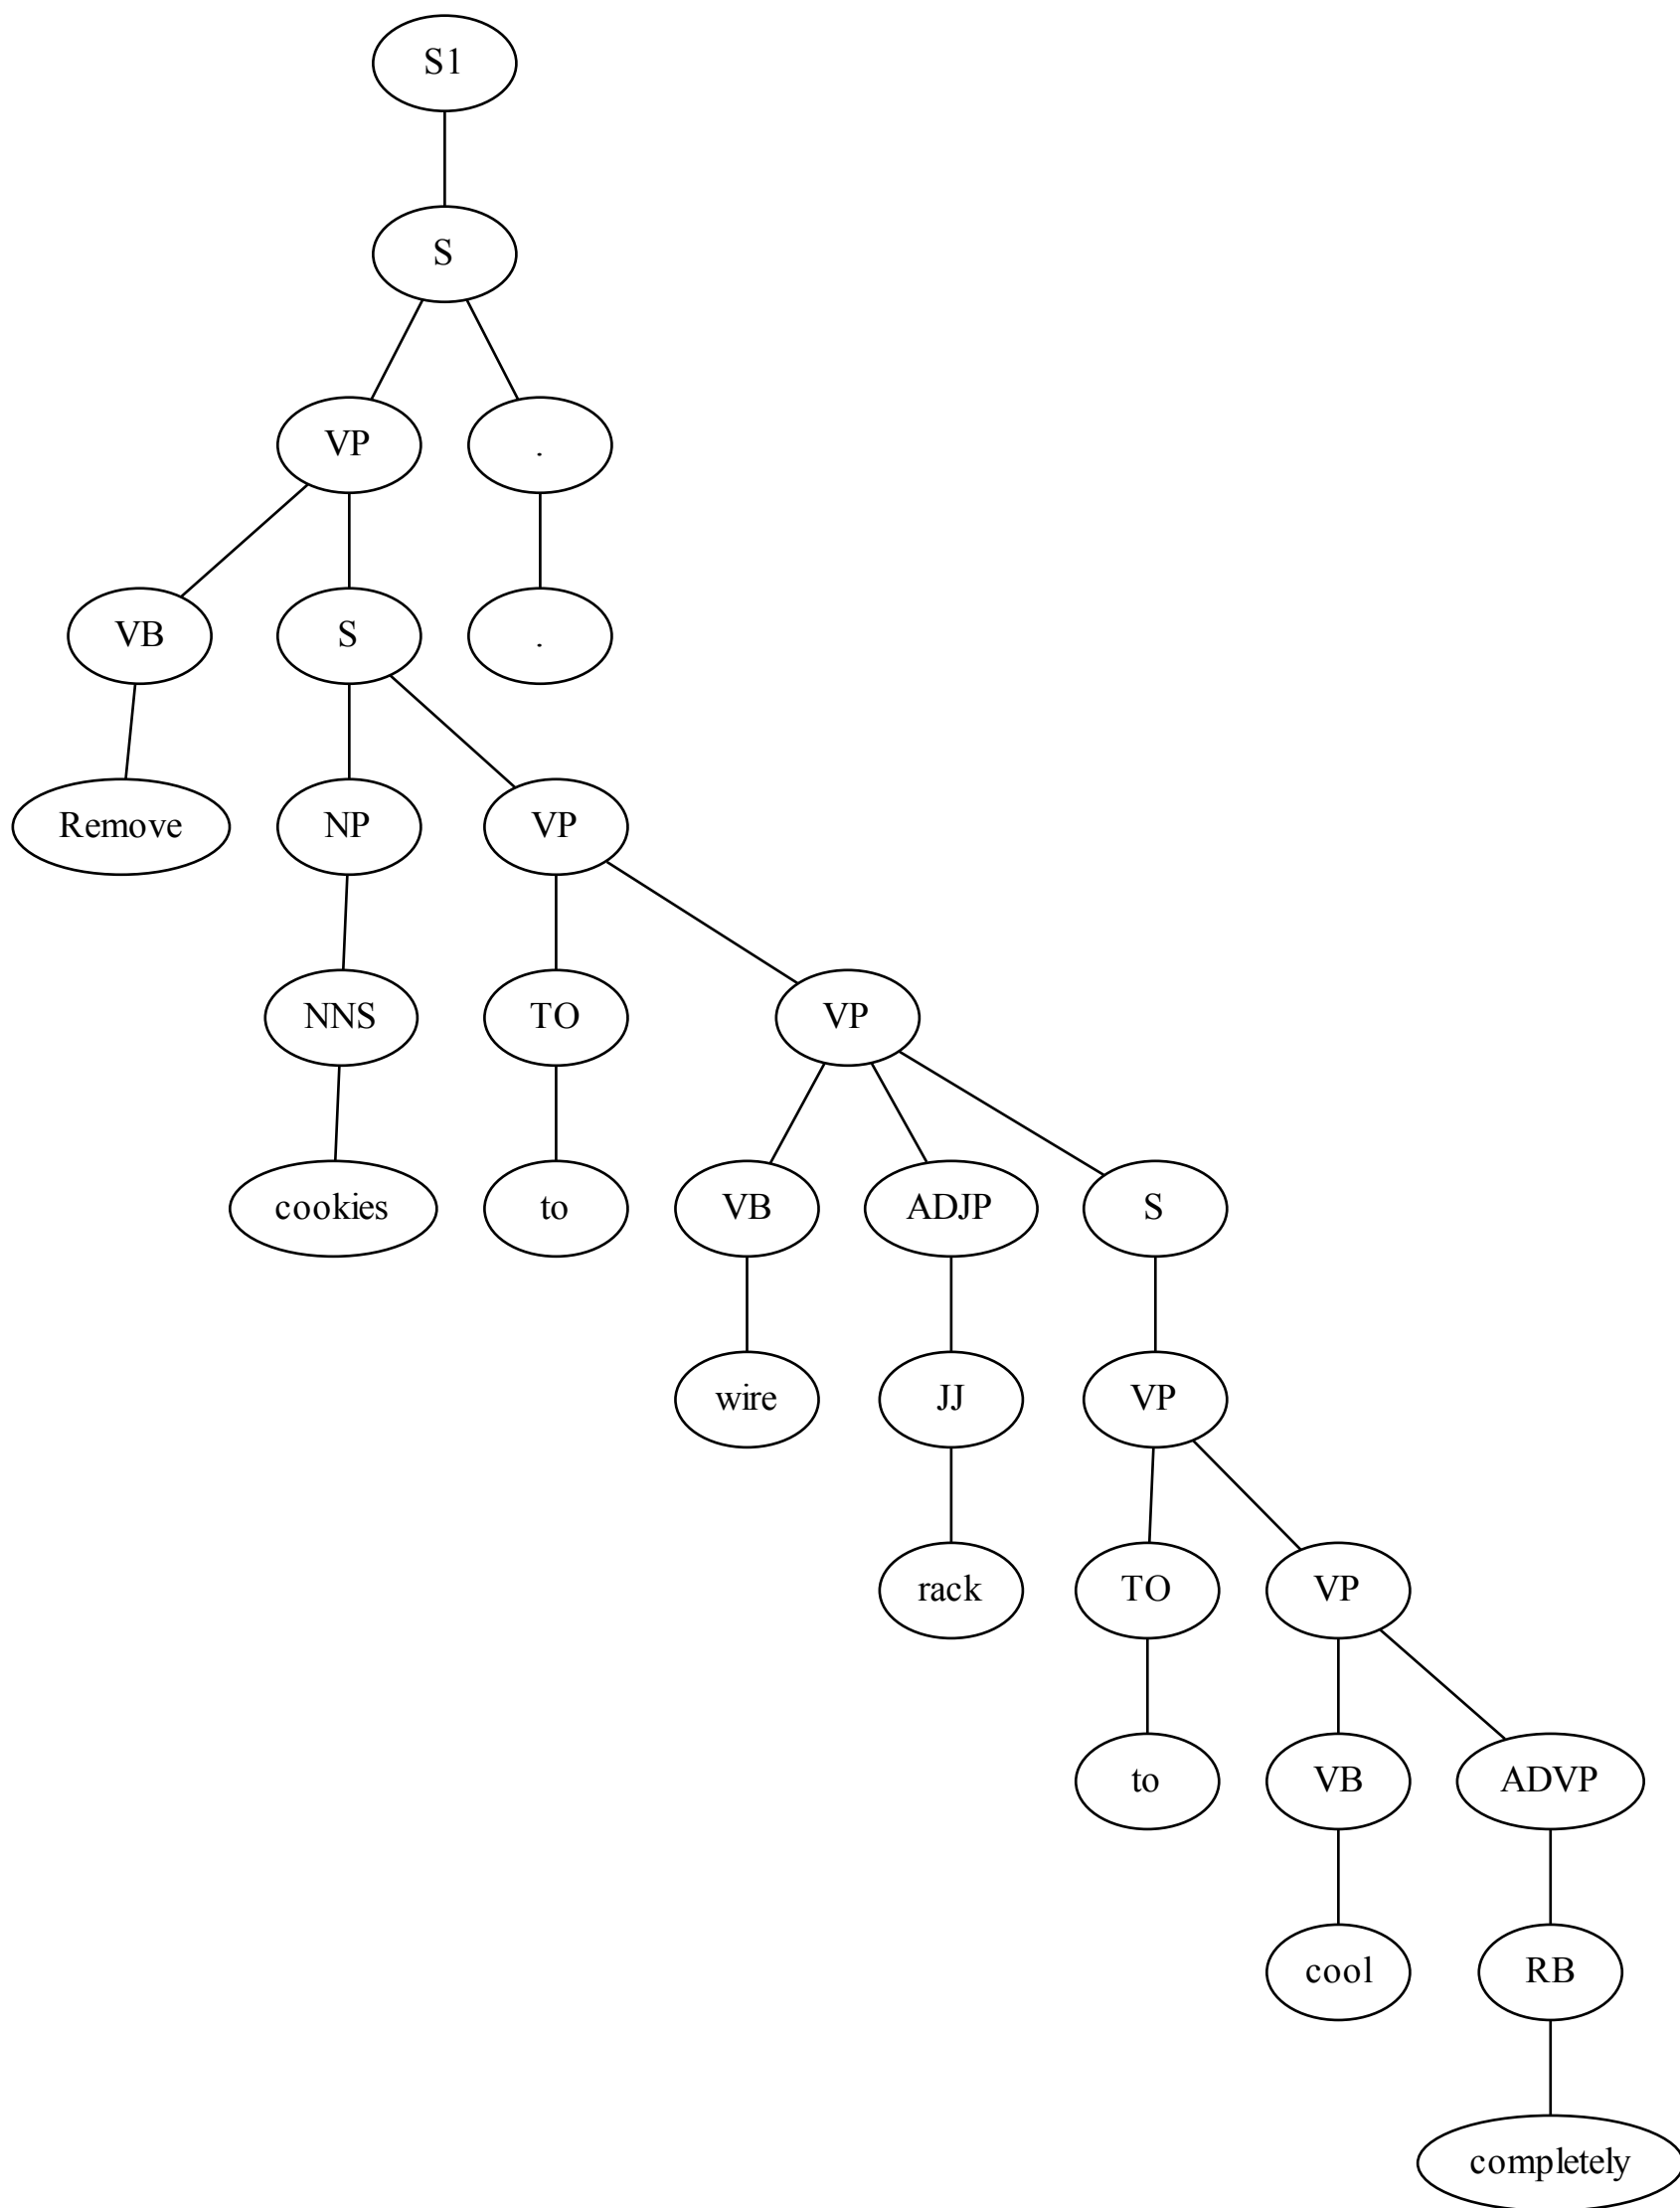 S1
S
VP .
VB S .
Remove NP VP
NNS TO VP
cookies to VB ADJP S
wire JJ VP
rack TO VP
to VB ADVP
cool RB
completely